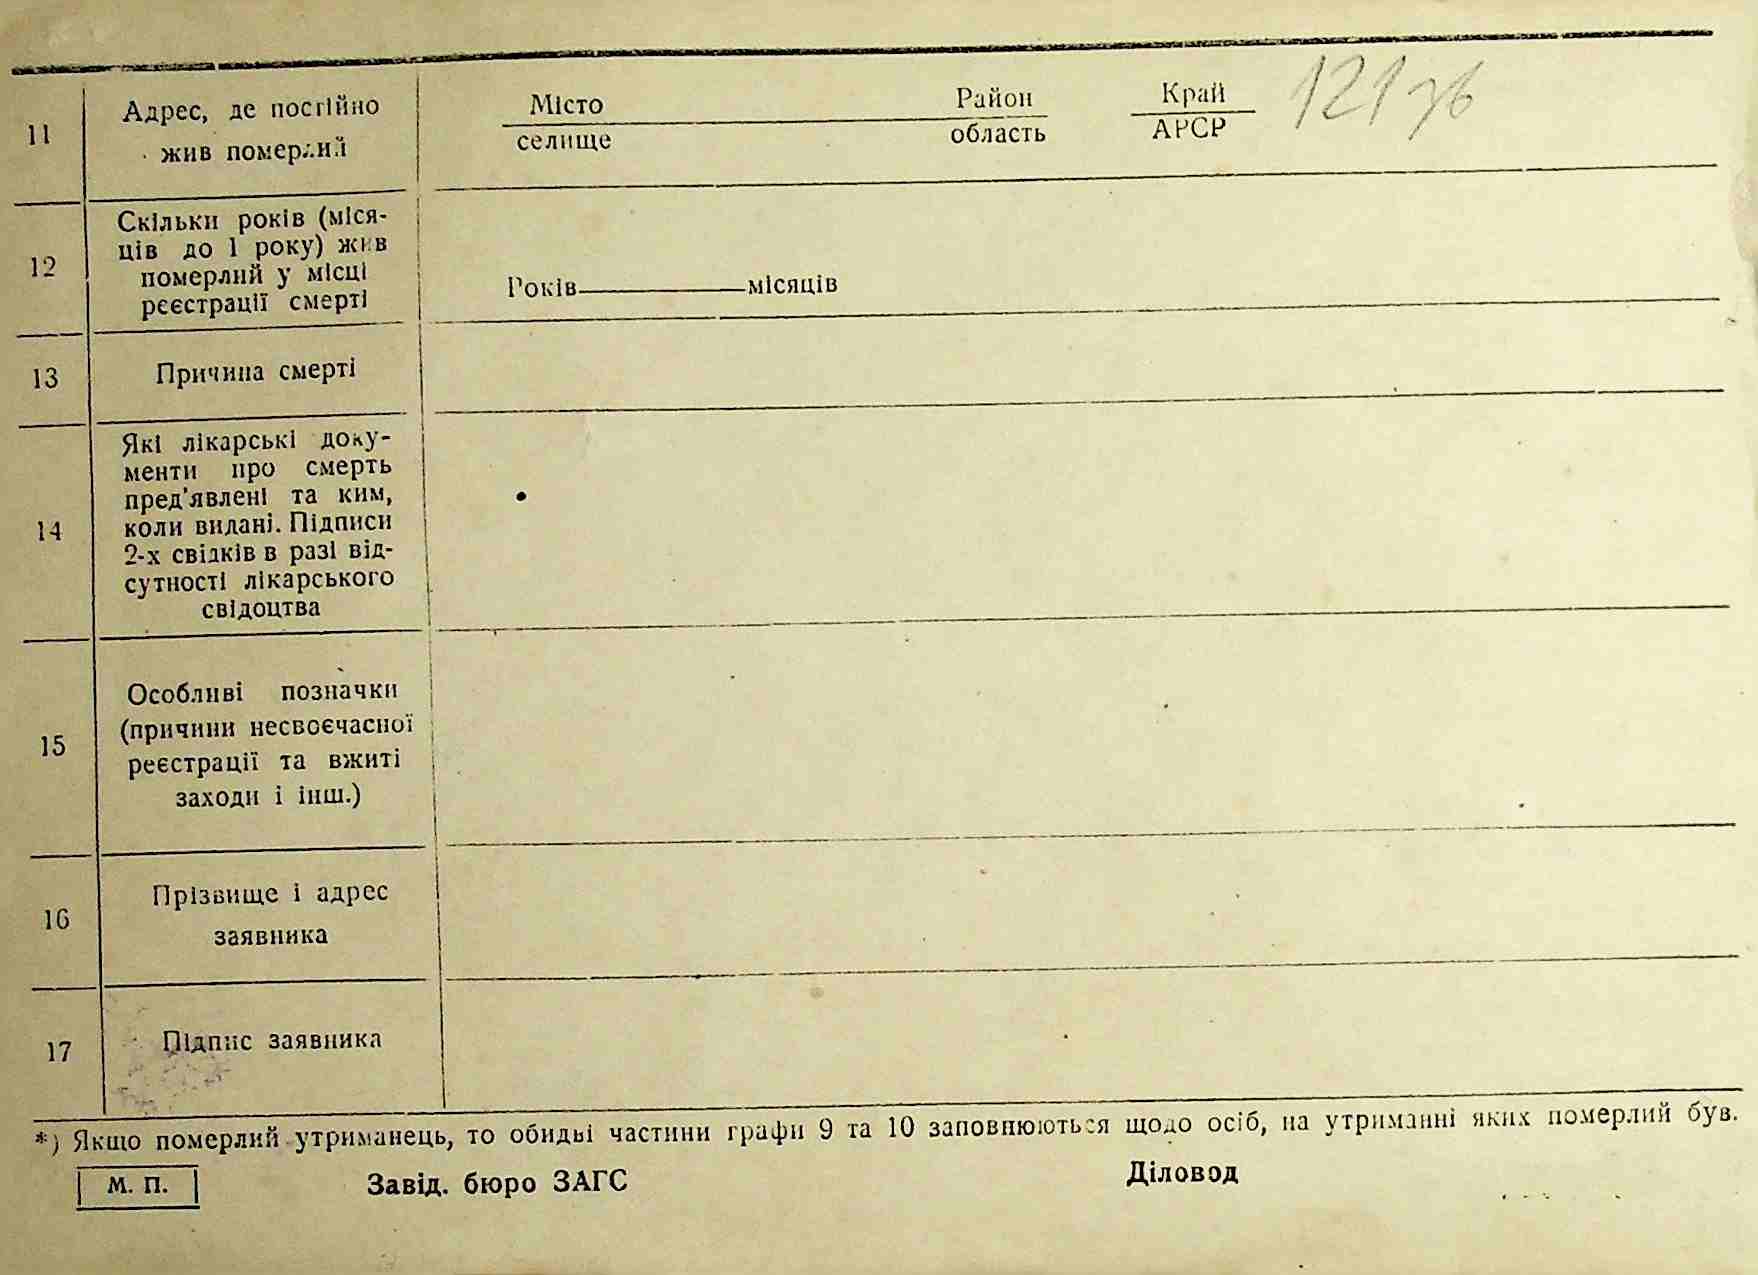 121 зв
11
Адрес, де постійно
жив померлий
Місто
селище
Район
область
Край
АРСР
12
Скільки років (міся-
ців до 1 року) жив
померлий у місці
реєстрації смерті
Років ______ місяців
13
Причина смерті
14
Які лікарські доку-
менти про смерть
пред'явлені та ким,
коли видані. Підписи
2-х свідків в разі від-
сутності лікарського
свідоцтва
15
Особливі позначки
(причини несвоєчасної
реєстрації та вжиті
заходи і інш.)
16
Прізвище і адрес
заявника
17
Підпис заявника
*) Якщо померлий утриманець, то обидві частини графи 9 та 10 заповнюються щодо осіб, на утриманні яких померлий був.
М. П.
Завід. бюро ЗАГС
Діловод